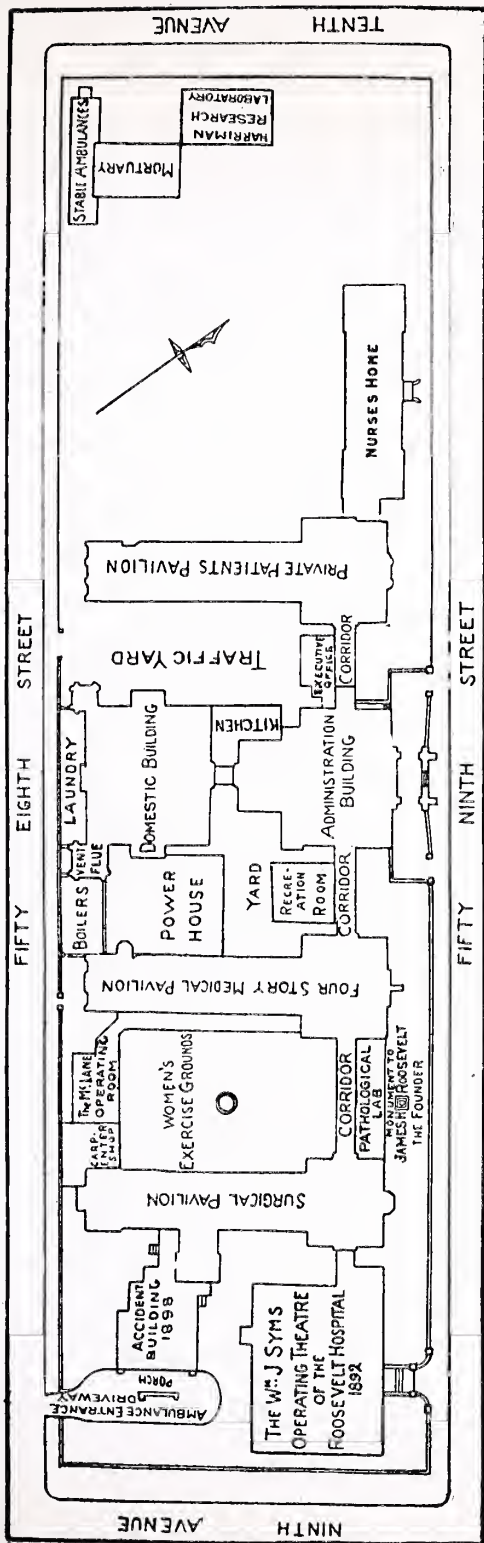 TENTH AVENUE
STABLE AMBULANCES
MORTUARY
HARRIMAN
RESEARCH
LABORATORY
NURSES HOME
PRIVATE PATIENTS PAVILION
TRAFFIC YARD
EXECUTIVE
OFFICE
CORRIDOR
FIFTY EIGHTH STREET
LAUNDRY
DOMESTIC BUILDING
KITCHEN
ADMINISTRATION
BUILDING
FIFTY NINTH STREET
BOILERS
VENT
FLUE
POWER
HOUSE
YARD
RECRE-
ATION
ROOM
CORRIDOR
FOUR STORY MEDICAL PAVILION
The McLANE
OPERATING
ROOM
CARP-
ENTER
SHOP
WOMEN'S
EXERCISE GROUNDS
CORRIDOR
PATHOLOGICAL
LAB
MONUMENT TO
JAMES H. ROOSEVELT
THE FOUNDER
SURGICAL PAVILION
ACCIDENT
BUILDING
1898
PORCH
AMBULANCE ENTRANCE
DRIVEWAY
THE WM J SYMS
OPERATING THEATRE
OF THE
ROOSEVELT HOSPITAL
1892
NINTH AVENUE